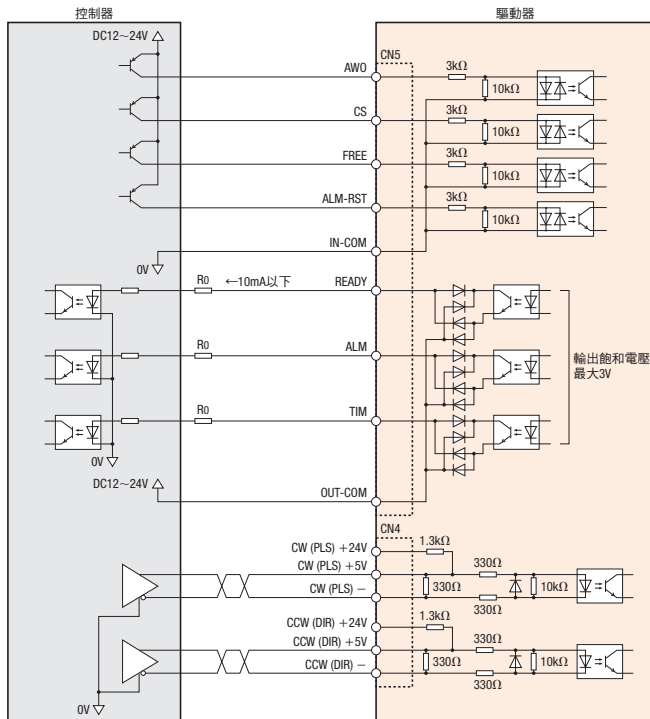 控制器
驅動器
DC12~24V
CN5
AWO
3kΩ
10kΩ
CS
3kΩ
10kΩ
FREE
3kΩ
10kΩ
ALM-RST
3kΩ
10kΩ
IN-COM
0V
R0
←10mA以下
READY
R0
ALM
輸出飽和電壓
最大3V
R0
TIM
0V
DC12~24V
OUT-COM
CN4
CW (PLS) +24V
1.3kΩ
CW (PLS) +5V
330Ω
330Ω
10kΩ
CW (PLS) −
330Ω
CCW (DIR) +24V
1.3kΩ
CCW (DIR) +5V
330Ω
330Ω
10kΩ
CCW (DIR) −
330Ω
0V